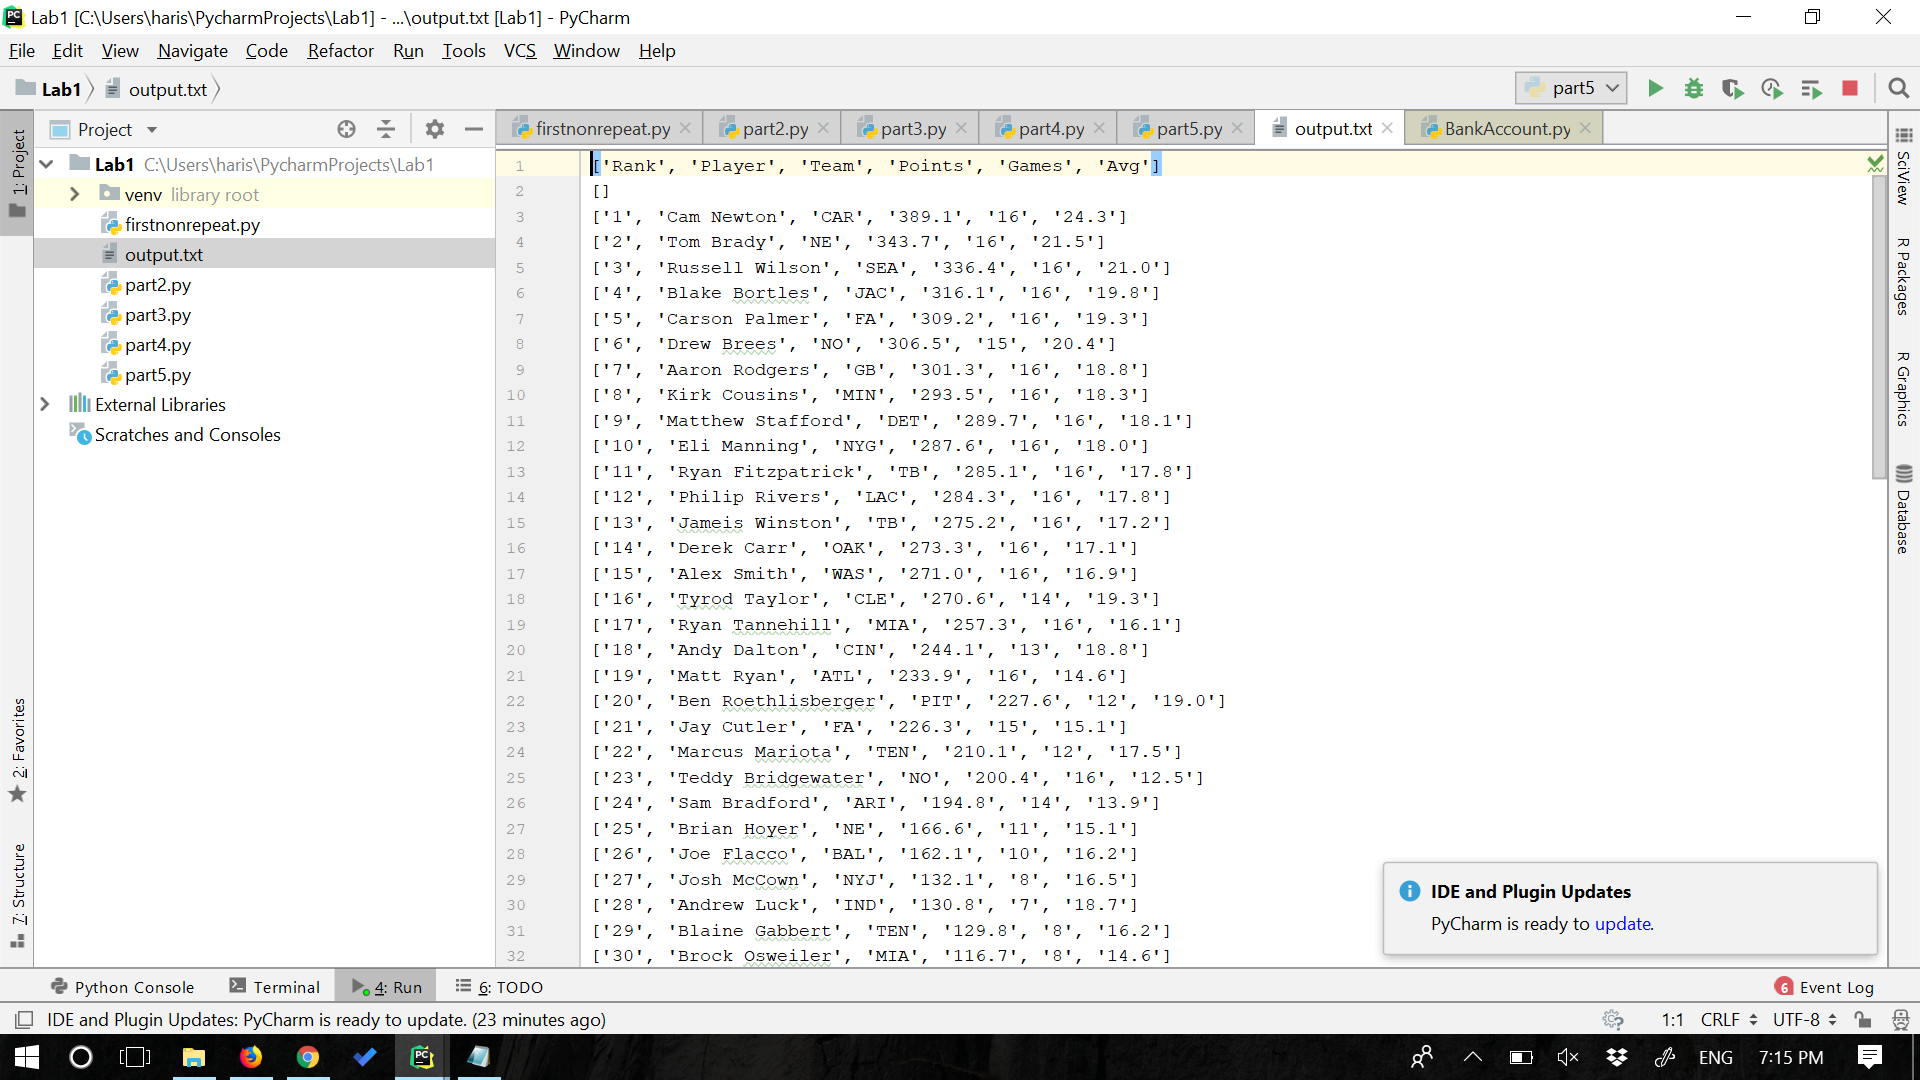 Lab1 [C:\Users\haris\PycharmProjects\Lab1] - ...\output.txt [Lab1] - PyCharm
File Edit View Navigate Code Refactor Run Tools VCS Window Help
Lab1 output.txt part5
1: Project
Project
firstnonrepeat.py part2.py part3.py part4.py part5.py output.txt BankAccount.py
Lab1 C:\Users\haris\PycharmProjects\Lab1
venv library root
firstnonrepeat.py
output.txt
part2.py
part3.py
part4.py
part5.py
External Libraries
Scratches and Consoles
1 ['Rank', 'Player', 'Team', 'Points', 'Games', 'Avg']
2 []
3 ['1', 'Cam Newton', 'CAR', '389.1', '16', '24.3']
4 ['2', 'Tom Brady', 'NE', '343.7', '16', '21.5']
5 ['3', 'Russell Wilson', 'SEA', '336.4', '16', '21.0']
6 ['4', 'Blake Bortles', 'JAC', '316.1', '16', '19.8']
7 ['5', 'Carson Palmer', 'FA', '309.2', '16', '19.3']
8 ['6', 'Drew Brees', 'NO', '306.5', '15', '20.4']
9 ['7', 'Aaron Rodgers', 'GB', '301.3', '16', '18.8']
10 ['8', 'Kirk Cousins', 'MIN', '293.5', '16', '18.3']
11 ['9', 'Matthew Stafford', 'DET', '289.7', '16', '18.1']
12 ['10', 'Eli Manning', 'NYG', '287.6', '16', '18.0']
13 ['11', 'Ryan Fitzpatrick', 'TB', '285.1', '16', '17.8']
14 ['12', 'Philip Rivers', 'LAC', '284.3', '16', '17.8']
15 ['13', 'Jameis Winston', 'TB', '275.2', '16', '17.2']
16 ['14', 'Derek Carr', 'OAK', '273.3', '16', '17.1']
17 ['15', 'Alex Smith', 'WAS', '271.0', '16', '16.9']
18 ['16', 'Tyrod Taylor', 'CLE', '270.6', '14', '19.3']
19 ['17', 'Ryan Tannehill', 'MIA', '257.3', '16', '16.1']
20 ['18', 'Andy Dalton', 'CIN', '244.1', '13', '18.8']
21 ['19', 'Matt Ryan', 'ATL', '233.9', '16', '14.6']
22 ['20', 'Ben Roethlisberger', 'PIT', '227.6', '12', '19.0']
23 ['21', 'Jay Cutler', 'FA', '226.3', '15', '15.1']
24 ['22', 'Marcus Mariota', 'TEN', '210.1', '12', '17.5']
25 ['23', 'Teddy Bridgewater', 'NO', '200.4', '16', '12.5']
26 ['24', 'Sam Bradford', 'ARI', '194.8', '14', '13.9']
27 ['25', 'Brian Hoyer', 'NE', '166.6', '11', '15.1']
28 ['26', 'Joe Flacco', 'BAL', '162.1', '10', '16.2']
29 ['27', 'Josh McCown', 'NYJ', '132.1', '8', '16.5']
30 ['28', 'Andrew Luck', 'IND', '130.8', '7', '18.7']
31 ['29', 'Blaine Gabbert', 'TEN', '129.8', '8', '16.2']
32 ['30', 'Brock Osweiler', 'MIA', '116.7', '8', '14.6']
SciView
R Packages
R Graphics
Database
2: Favorites
7: Structure
IDE and Plugin Updates
PyCharm is ready to update.
Python Console Terminal 4: Run 6: TODO 6 Event Log
IDE and Plugin Updates: PyCharm is ready to update. (23 minutes ago) 1:1 CRLF UTF-8
PC ENG 7:15 PM